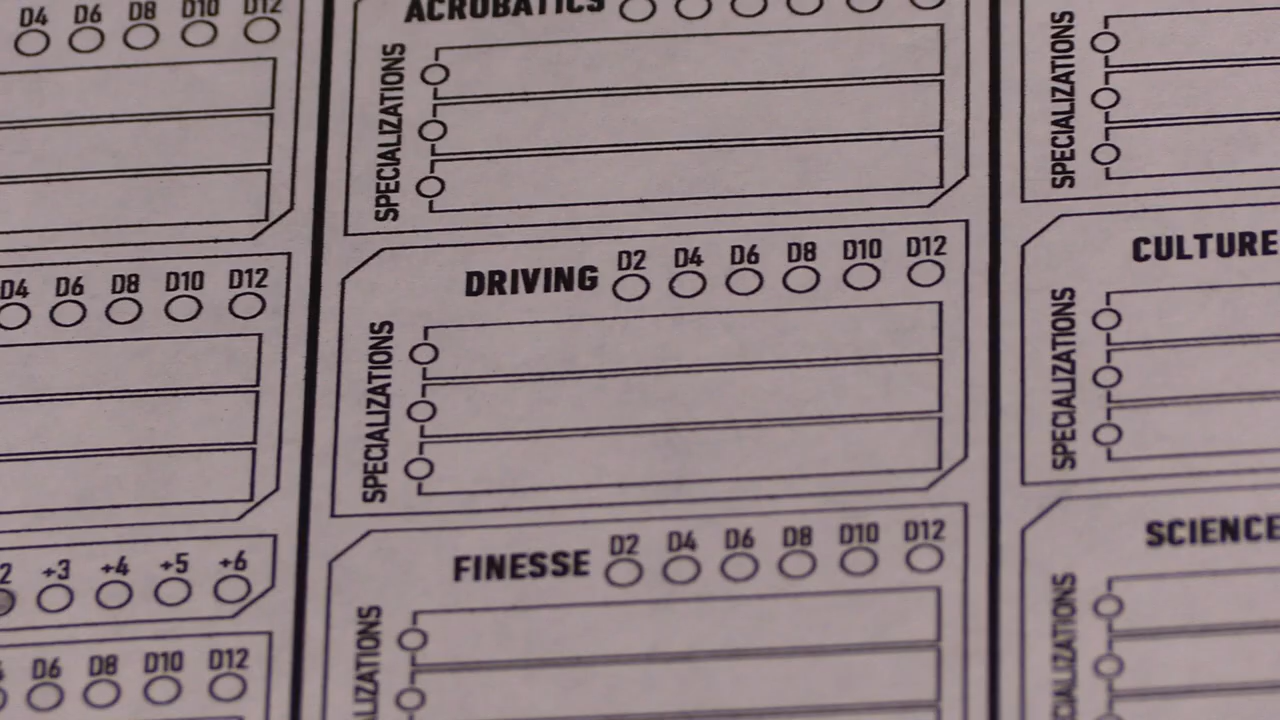 D4 D6 D8 D10 D12
SPECIALIZATIONS
D4 D6 D8 D10 D12
+3 +4 +5 +6
D6 D8 D10 D12
ACROBATICS
SPECIALIZATIONS
DRIVING D2 D4 D6 D8 D10 D12
SPECIALIZATIONS
FINESSE D2 D4 D6 D8 D10 D12
SPECIALIZATIONS
CULTURE
SPECIALIZATIONS
SCIENCE